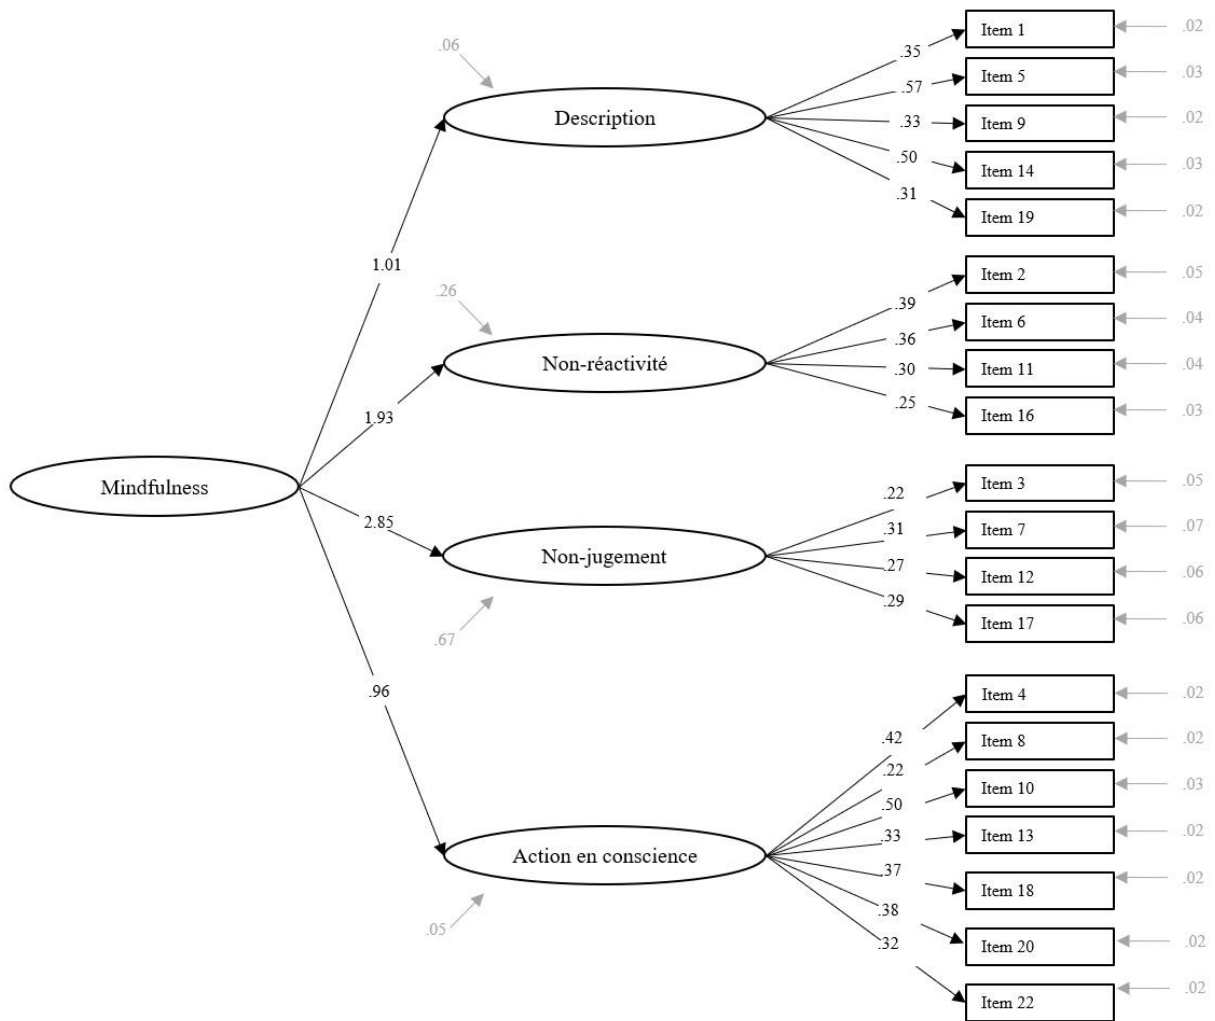 .06
Description
.35
.57
.33
.50
.31
Item 1
Item 5
Item 9
Item 14
Item 19
.02
.03
.02
.03
.02
1.01
.26
Non-réactivité
.39
.36
.30
.25
Item 2
Item 6
Item 11
Item 16
.05
.04
.04
.03
Mindfulness
1.93
2.85
Non-jugement
.67
.22
.31
.27
.29
Item 3
Item 7
Item 12
Item 17
.05
.07
.06
.06
.96
Action en conscience
.05
.42
.22
.50
.33
.37
.38
.32
Item 4
Item 8
Item 10
Item 13
Item 18
Item 20
Item 22
.02
.02
.03
.02
.02
.02
.02